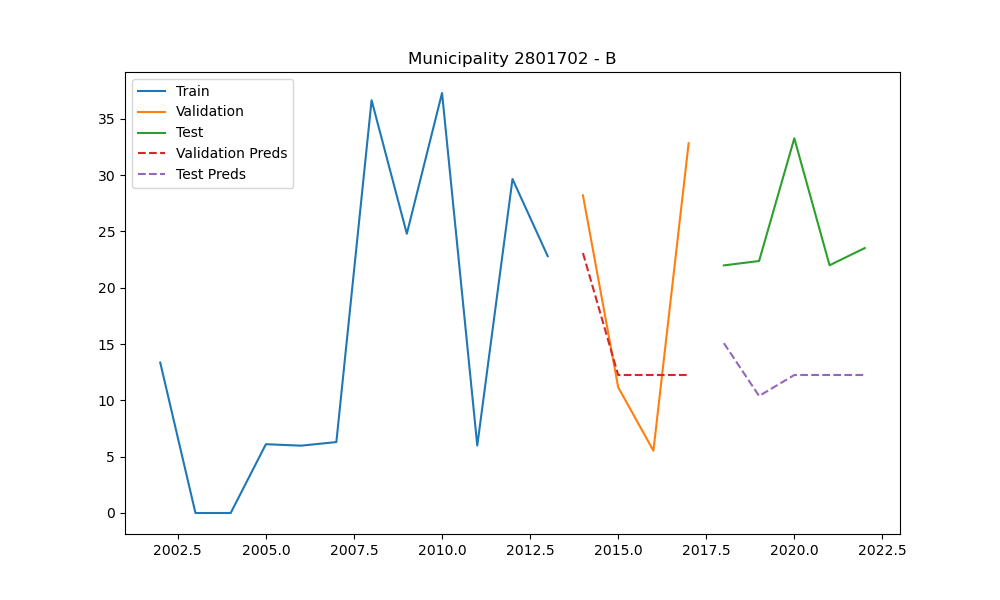 Municipality 2801702 - B
Train
Validation
Test
Validation Preds
Test Preds
35
30
25
20
15
10
5
0
2002.5 2005.0 2007.5 2010.0 2012.5 2015.0 2017.5 2020.0 2022.5